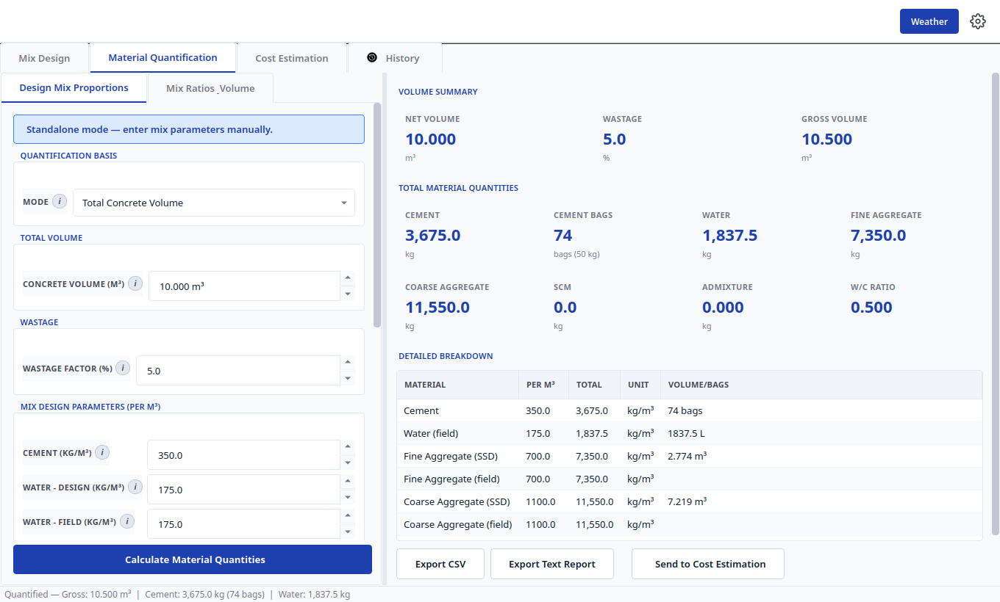 Weather
Mix Design
Material Quantification
Cost Estimation
History
Design Mix Proportions
Mix Ratios _Volume
Standalone mode — enter mix parameters manually.
QUANTIFICATION BASIS
MODE i Total Concrete Volume
TOTAL VOLUME
CONCRETE VOLUME (M³) i 10.000 m³
WASTAGE
WASTAGE FACTOR (%) i 5.0
MIX DESIGN PARAMETERS (PER M³)
CEMENT (KG/M³) i 350.0
WATER - DESIGN (KG/M³) i 175.0
WATER - FIELD (KG/M³) i 175.0
Calculate Material Quantities
VOLUME SUMMARY
NET VOLUME WASTAGE GROSS VOLUME
10.000 5.0 10.500
m³ % m³
TOTAL MATERIAL QUANTITIES
CEMENT CEMENT BAGS WATER FINE AGGREGATE
3,675.0 74 1,837.5 7,350.0
kg bags (50 kg) kg kg
COARSE AGGREGATE SCM ADMIXTURE W/C RATIO
11,550.0 0.0 0.000 0.500
kg kg kg
DETAILED BREAKDOWN
MATERIAL PER M³ TOTAL UNIT VOLUME/BAGS
Cement 350.0 3,675.0 kg/m³ 74 bags
Water (field) 175.0 1,837.5 kg/m³ 1837.5 L
Fine Aggregate (SSD) 700.0 7,350.0 kg/m³ 2.774 m³
Fine Aggregate (field) 700.0 7,350.0 kg/m³
Coarse Aggregate (SSD) 1100.0 11,550.0 kg/m³ 7.219 m³
Coarse Aggregate (field) 1100.0 11,550.0 kg/m³
Export CSV
Export Text Report
Send to Cost Estimation
Quantified — Gross: 10.500 m³ | Cement: 3,675.0 kg (74 bags) | Water: 1,837.5 kg